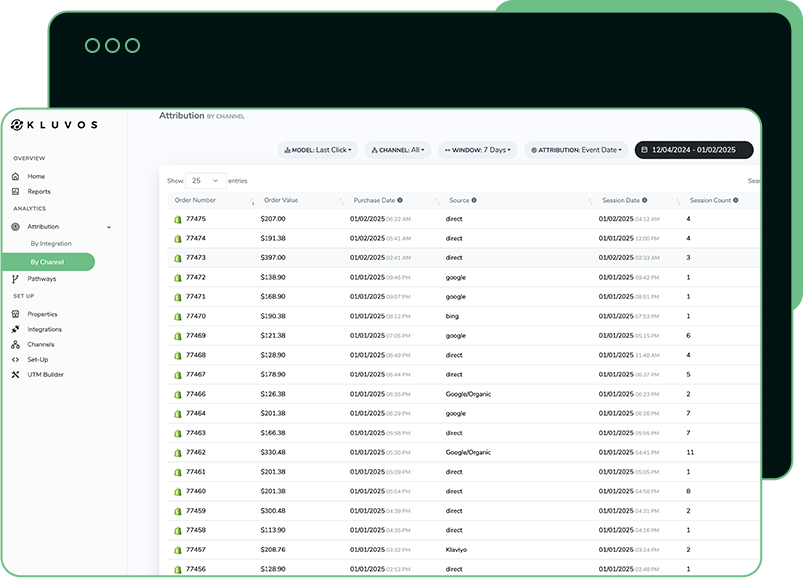 Attribution BY CHANNEL
KLUVOS
MODEL: Last Click CHANNEL: All WINDOW: 7 Days ATTRIBUTION: Event Date 12/04/2024 - 01/02/2025
OVERVIEW
Home
Reports
ANALYTICS
Attribution
By Integration
By Channel
Pathways
SET UP
Properties
Integrations
Channels
Set-Up
UTM Builder
Show 25 entries Sear
Order Number Order Value Purchase Date Source Session Date Session Count
77475 $207.00 01/02/2025 06:22 AM direct 01/02/2025 04:12 AM 4
77474 $191.38 01/02/2025 05:41 AM direct 01/01/2025 12:00 PM 4
77473 $397.00 01/02/2025 02:41 AM direct 01/02/2025 02:33 AM 3
77472 $138.90 01/01/2025 09:46 PM google 01/01/2025 09:42 PM 1
77471 $168.90 01/01/2025 09:07 PM google 01/01/2025 08:51 PM 1
77470 $190.38 01/01/2025 08:12 PM bing 01/01/2025 07:53 PM 1
77469 $121.38 01/01/2025 07:05 PM google 01/01/2025 05:15 PM 6
77468 $128.90 01/01/2025 06:49 PM direct 01/01/2025 11:48 AM 4
77467 $178.90 01/01/2025 06:44 PM direct 01/01/2025 06:37 PM 5
77466 $126.38 01/01/2025 06:35 PM Google/Organic 01/01/2025 06:23 PM 2
77464 $201.38 01/01/2025 06:29 PM google 01/01/2025 06:26 PM 7
77463 $166.38 01/01/2025 05:58 PM direct 01/01/2025 05:55 PM 7
77462 $330.48 01/01/2025 05:30 PM Google/Organic 01/01/2025 04:41 PM 11
77461 $201.38 01/01/2025 05:09 PM direct 01/01/2025 05:05 PM 1
77460 $201.38 01/01/2025 05:04 PM direct 01/01/2025 04:58 PM 8
77459 $300.48 01/01/2025 04:39 PM direct 01/01/2025 04:31 PM 2
77458 $113.90 01/01/2025 04:35 PM direct 01/01/2025 04:16 PM 1
77457 $208.76 01/01/2025 03:32 PM Klaviyo 01/01/2025 03:24 PM 2
77456 $128.90 01/01/2025 02:53 PM direct 01/01/2025 02:48 PM 1